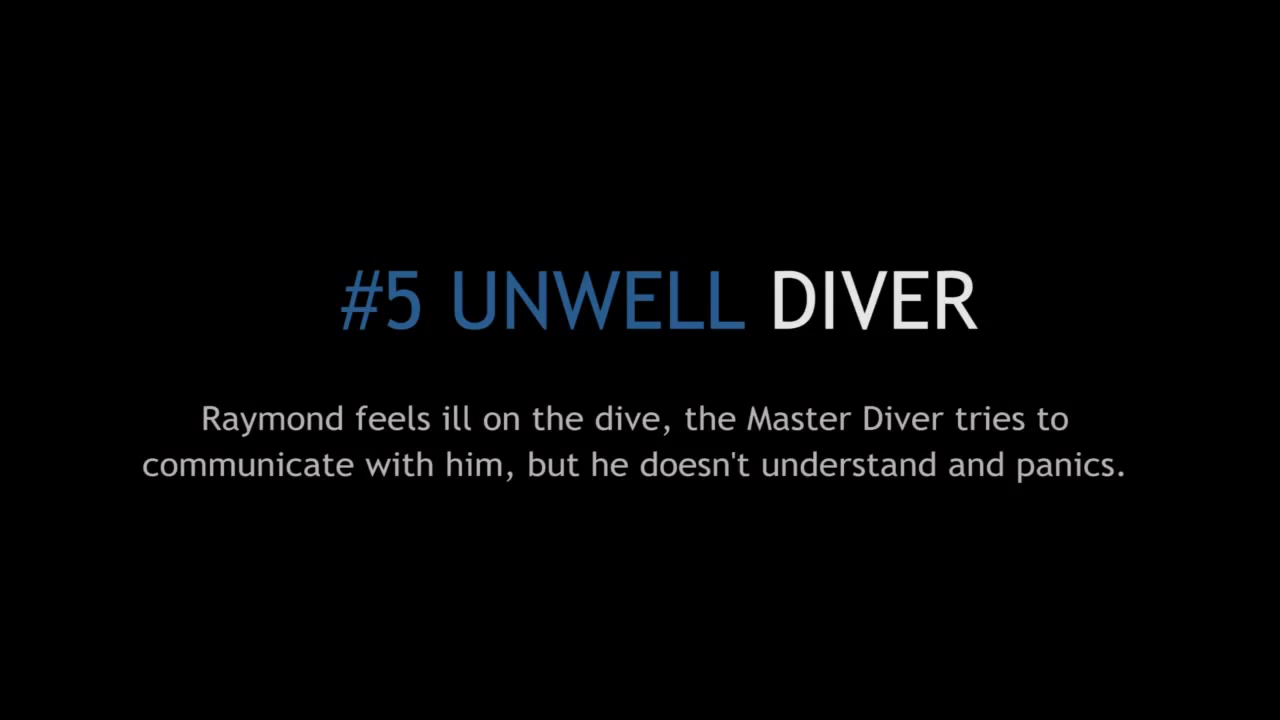 #5 UNWELL DIVER
Raymond feels ill on the dive, the Master Diver tries to
communicate with him, but he doesn't understand and panics.